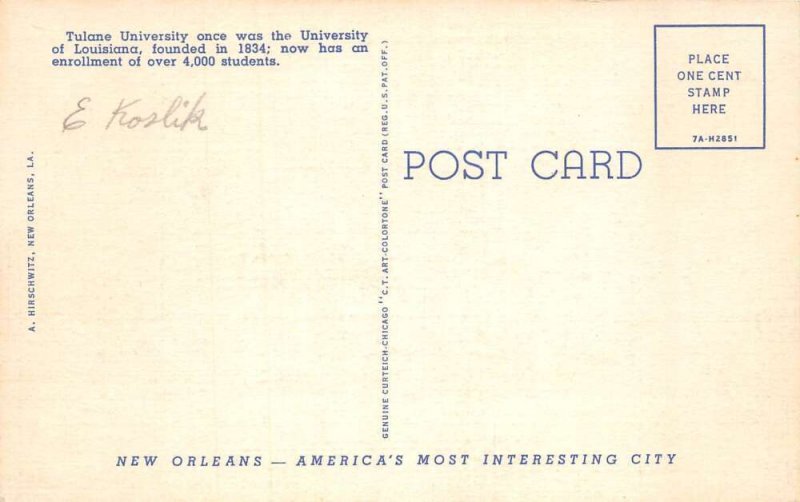 Tulane University once was the University
of Louisiana, founded in 1834; now has an
enrollment of over 4,000 students.
E Koslik
A. HIRSCHWITZ, NEW ORLEANS, LA.
GENUINE CURTEICH-CHICAGO "C.T. ART-COLORTONE" POST CARD (REG. U.S. PAT. OFF.)
POST CARD
PLACE
ONE CENT
STAMP
HERE
7A-H2851
NEW ORLEANS — AMERICA'S MOST INTERESTING CITY